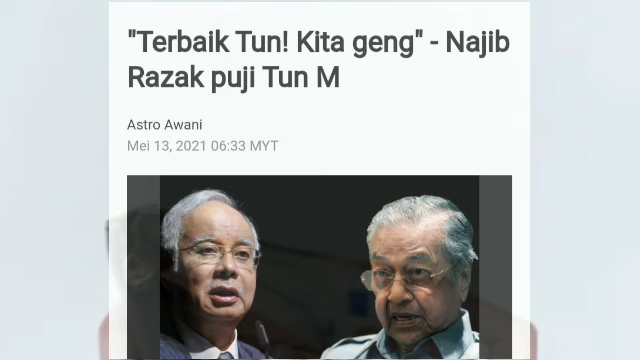 "Terbaik Tun! Kita geng" - Najib
Razak puji Tun M
Astro Awani
Mei 13, 2021 06:33 MYT